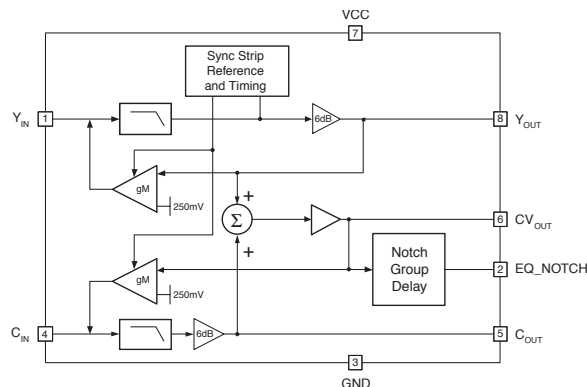 VCC
7
Sync Strip
Reference
and Timing
YIN
1
6dB
8
YOUT
gM
250mV
+
Σ
+
6
CVOUT
Notch
Group
Delay
2
EQ_NOTCH
gM
250mV
CIN
4
6dB
5
COUT
3
GND